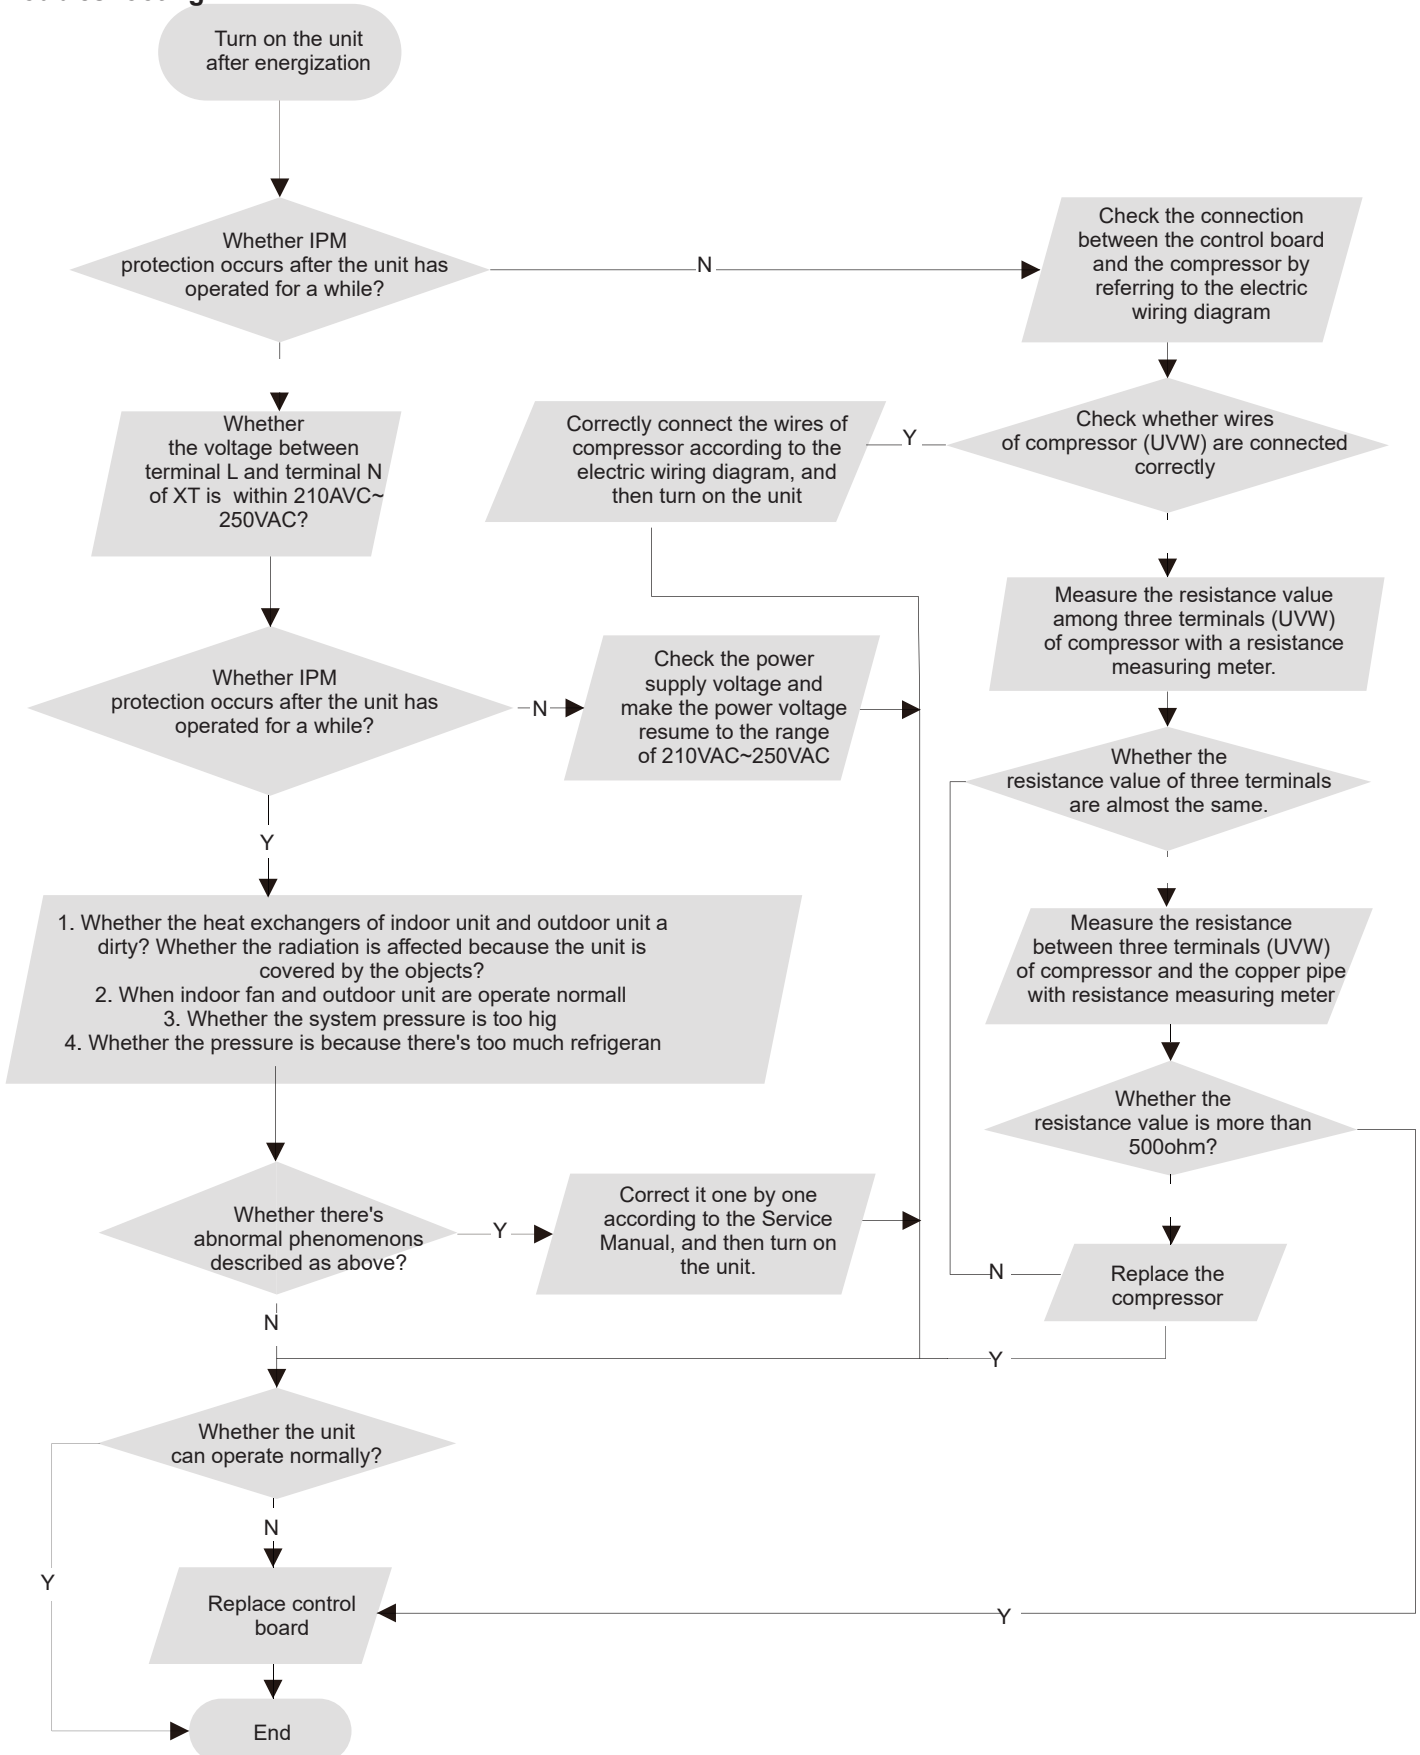 Turn on the unit
after energization
Whether IPM
protection occurs after the unit has
operated for a while?
N
Check the connection
between the control board
and the compressor by
referring to the electric
wiring diagram
Whether
the voltage between
terminal L and terminal N
of XT is within 210AVC~
250VAC?
Correctly connect the wires of
compressor according to the
electric wiring diagram, and
then turn on the unit
Y
Check whether wires
of compressor (UVW) are connected
correctly
Measure the resistance value
among three terminals (UVW)
of compressor with a resistance
measuring meter.
Whether IPM
protection occurs after the unit has
operated for a while?
N
Check the power
supply voltage and
make the power voltage
resume to the range
of 210VAC~250VAC
Whether the
resistance value of three terminals
are almost the same.
Y
1. Whether the heat exchangers of indoor unit and outdoor unit a
dirty? Whether the radiation is affected because the unit is
covered by the objects?
2. When indoor fan and outdoor unit are operate normall
3. Whether the system pressure is too hig
4. Whether the pressure is because there's too much refrigeran
Measure the resistance
between three terminals (UVW)
of compressor and the copper pipe
with resistance measuring meter
Whether the
resistance value is more than
500ohm?
Whether there's
abnormal phenomenons
described as above?
Y
Correct it one by one
according to the Service
Manual, and then turn on
the unit.
N
Replace the
compressor
N
Y
Whether the unit
can operate normally?
N
Y
Replace control
board
Y
End